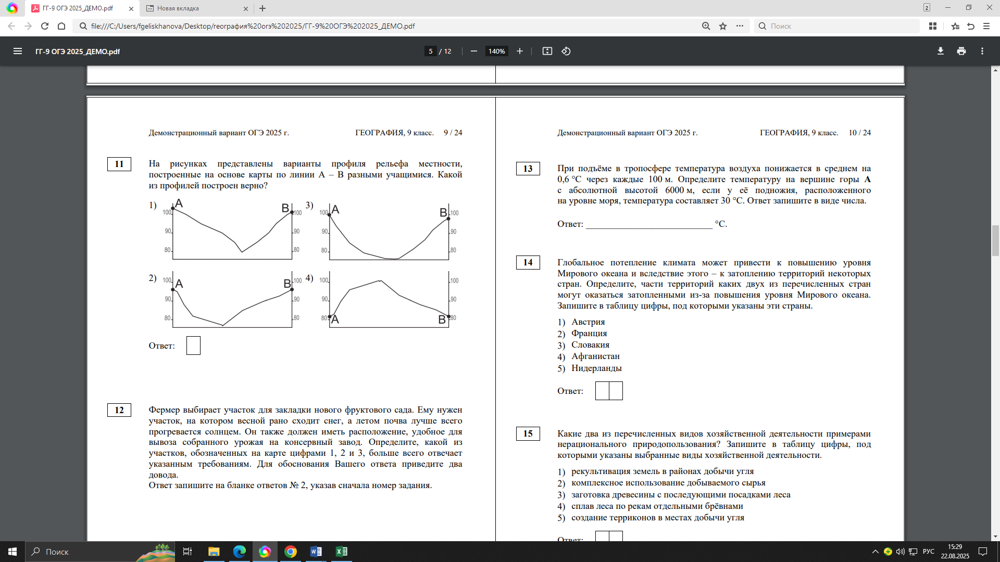 ГГ-9 ОГЭ 2025_ДЕМО.pdf
Новая вкладка
2
file:///C:/Users/fgeliskhanova/Desktop/география%20огэ%202025/ГГ-9%20ОГЭ%202025_ДЕМО.pdf
Поиск
ГГ-9 ОГЭ 2025_ДЕМО.pdf
5 / 12
140%
Демонстрационный вариант ОГЭ 2025 г. ГЕОГРАФИЯ, 9 класс. 9 / 24
11
На рисунках представлены варианты профиля рельефа местности,
построенные на основе карты по линии А – В разными учащимися. Какой
из профилей построен верно?
1)
A
B
100
90
80
100
90
80
3)
A
B
100
90
80
100
90
80
2)
A
B
100
90
80
100
90
80
4)
A
B
100
90
80
100
90
80
Ответ:
12
Фермер выбирает участок для закладки нового фруктового сада. Ему нужен
участок, на котором весной рано сходит снег, а летом почва лучше всего
прогревается солнцем. Он также должен иметь расположение, удобное для
вывоза собранного урожая на консервный завод. Определите, какой из
участков, обозначенных на карте цифрами 1, 2 и 3, больше всего отвечает
указанным требованиям. Для обоснования Вашего ответа приведите два
довода.
Ответ запишите на бланке ответов № 2, указав сначала номер задания.
Демонстрационный вариант ОГЭ 2025 г. ГЕОГРАФИЯ, 9 класс. 10 / 24
13
При подъёме в тропосфере температура воздуха понижается в среднем на
0,6 °С через каждые 100 м. Определите температуру на вершине горы А
с абсолютной высотой 6000 м, если у её подножия, расположенного
на уровне моря, температура составляет 30 °С. Ответ запишите в виде числа.
Ответ: ___________________________ °С.
14
Глобальное потепление климата может привести к повышению уровня
Мирового океана и вследствие этого – к затоплению территорий некоторых
стран. Определите, части территорий каких двух из перечисленных стран
могут оказаться затопленными из-за повышения уровня Мирового океана.
Запишите в таблицу цифры, под которыми указаны эти страны.
1) Австрия
2) Франция
3) Словакия
4) Афганистан
5) Нидерланды
Ответ:
15
Какие два из перечисленных видов хозяйственной деятельности примерами
нерационального природопользования? Запишите в таблицу цифры, под
которыми указаны выбранные виды хозяйственной деятельности.
1) рекультивация земель в районах добычи угля
2) комплексное использование добываемого сырья
3) заготовка древесины с последующими посадками леса
4) сплав леса по рекам отдельными брёвнами
5) создание терриконов в местах добычи угля
Ответ:
Поиск
РУС
15:29
22.08.2025